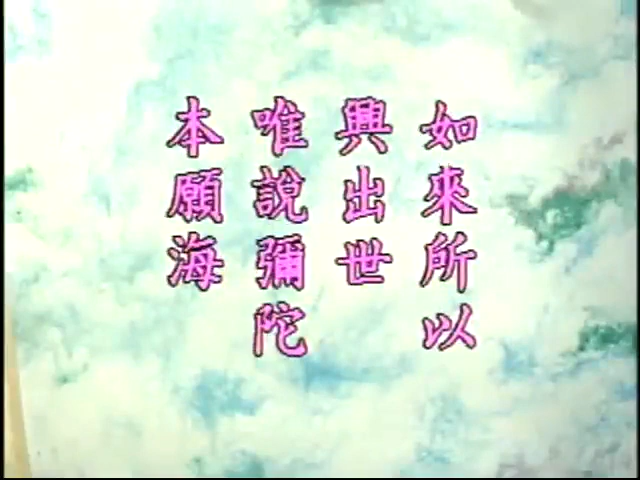 如來所以
興出世
唯說彌陀
本願海